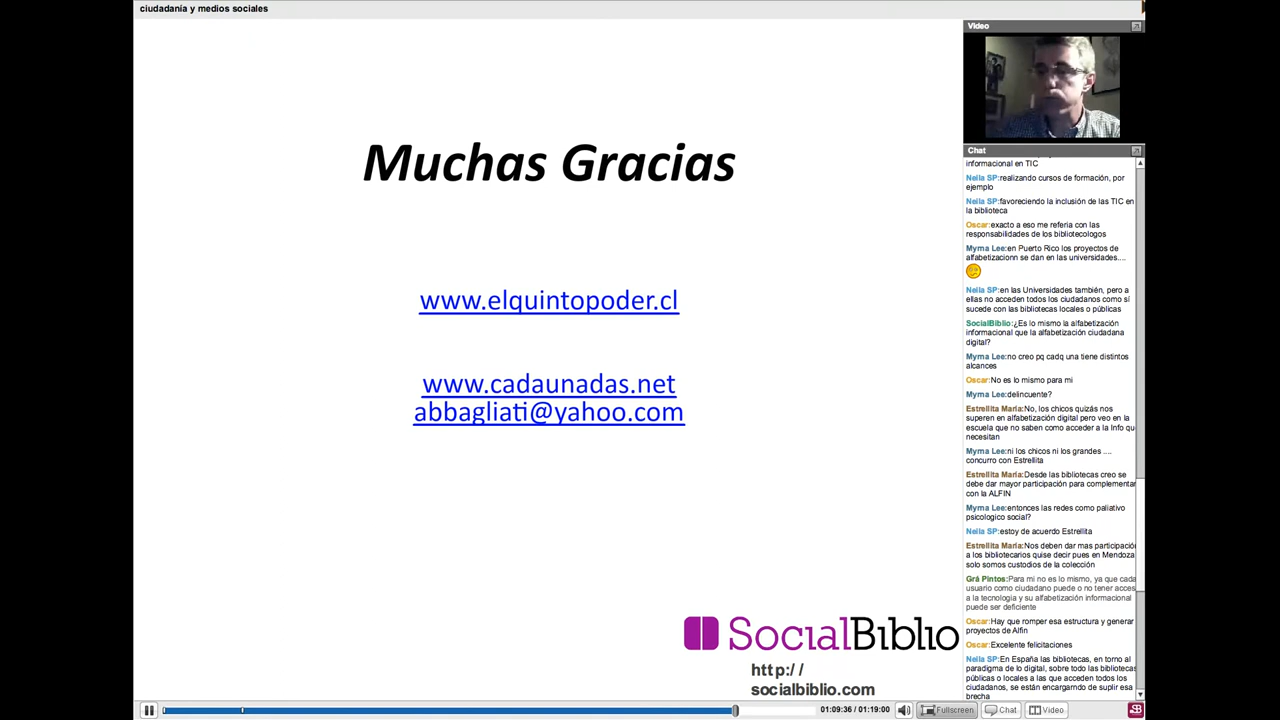 ciudadanía y medios sociales
Muchas Gracias
www.elquintopoder.cl
www.cadaunadas.net
abbagliati@yahoo.com
SocialBiblio
http://
socialbiblio.com
Video
Chat
informacional en TIC
Neila SP:realizando cursos de formación, por
ejemplo
Neila SP:favoreciendo la inclusión de las TIC en
la biblioteca
Oscar:exacto a eso me referia con las
responsabilidades de los bibliotecologos
Myrna Lee:en Puerto Rico los proyectos de
alfabetizacionn se dan en las universidades....
Neila SP:en las Universidades también, pero a
ellas no acceden todos los ciudadanos como sí
sucede con las bibliotecas locales o públicas
SocialBiblio:¿Es lo mismo la alfabetización
informacional que la alfabetización ciudadana
digital?
Myrna Lee:no creo pq cadq una tiene distintos
alcances
Oscar:No es lo mismo para mi
Myrna Lee:delincuente?
Estrellita María:No, los chicos quizás nos
superen en alfabetización digital pero veo en la
escuela que no saben como acceder a la Info qu
necesitan
Myrna Lee:ni los chicos ni los grandes ....
concurro con Estrellita
Estrellita María:Desde las bibliotecas creo se
debe dar mayor participación para complementar
con la ALFIN
Myrna Lee:entonces las redes como paliativo
psicologico social?
Neila SP:estoy de acuerdo Estrellita
Estrellita María:Nos deben dar mas participació
a los bibliotecarios quise decir pues en Mendoza
solo somos custodios de la colección
Grá Pintos:Para mi no es lo mismo, ya que cada
usuario como ciudadano puede o no tener acces
a la tecnología y su alfabetización informacional
puede ser deficiente
Oscar:Hay que romper esa estructura y generar
proyectos de Alfin
Oscar:Excelente felicitaciones
Neila SP:En España las bibliotecas, en torno al
paradigma de lo digital, sobre todo las bibliotecas
públicas o locales a las que acceden todos los
ciudadanos, se están encargarndo de suplir esa
brecha
01:09:36 / 01:19:00
Fullscreen
Chat
Video
SB